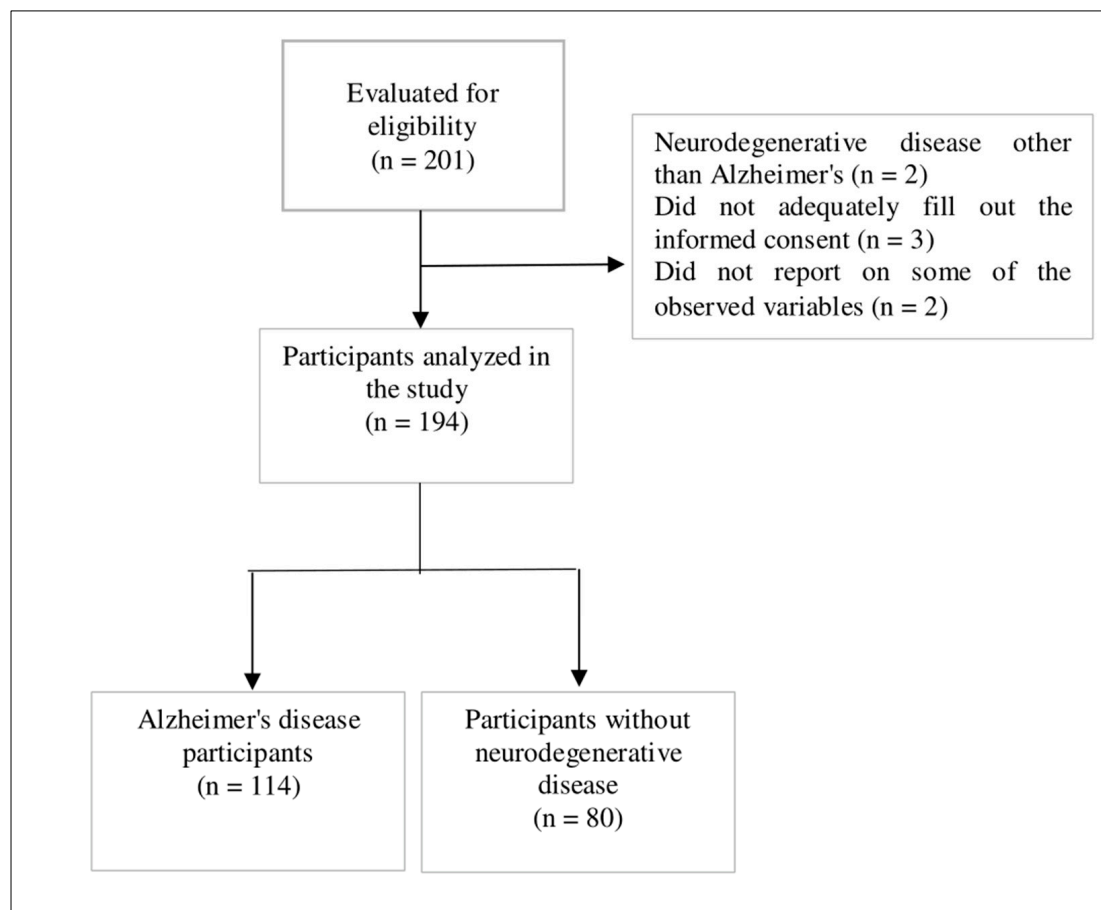 Evaluated for
eligibility
(n = 201)
Neurodegenerative disease other
than Alzheimer's (n = 2)
Did not adequately fill out the
informed consent (n = 3)
Did not report on some of the
observed variables (n = 2)
Participants analyzed in
the study
(n = 194)
Alzheimer's disease
participants
(n = 114)
Participants without
neurodegenerative
disease
(n = 80)